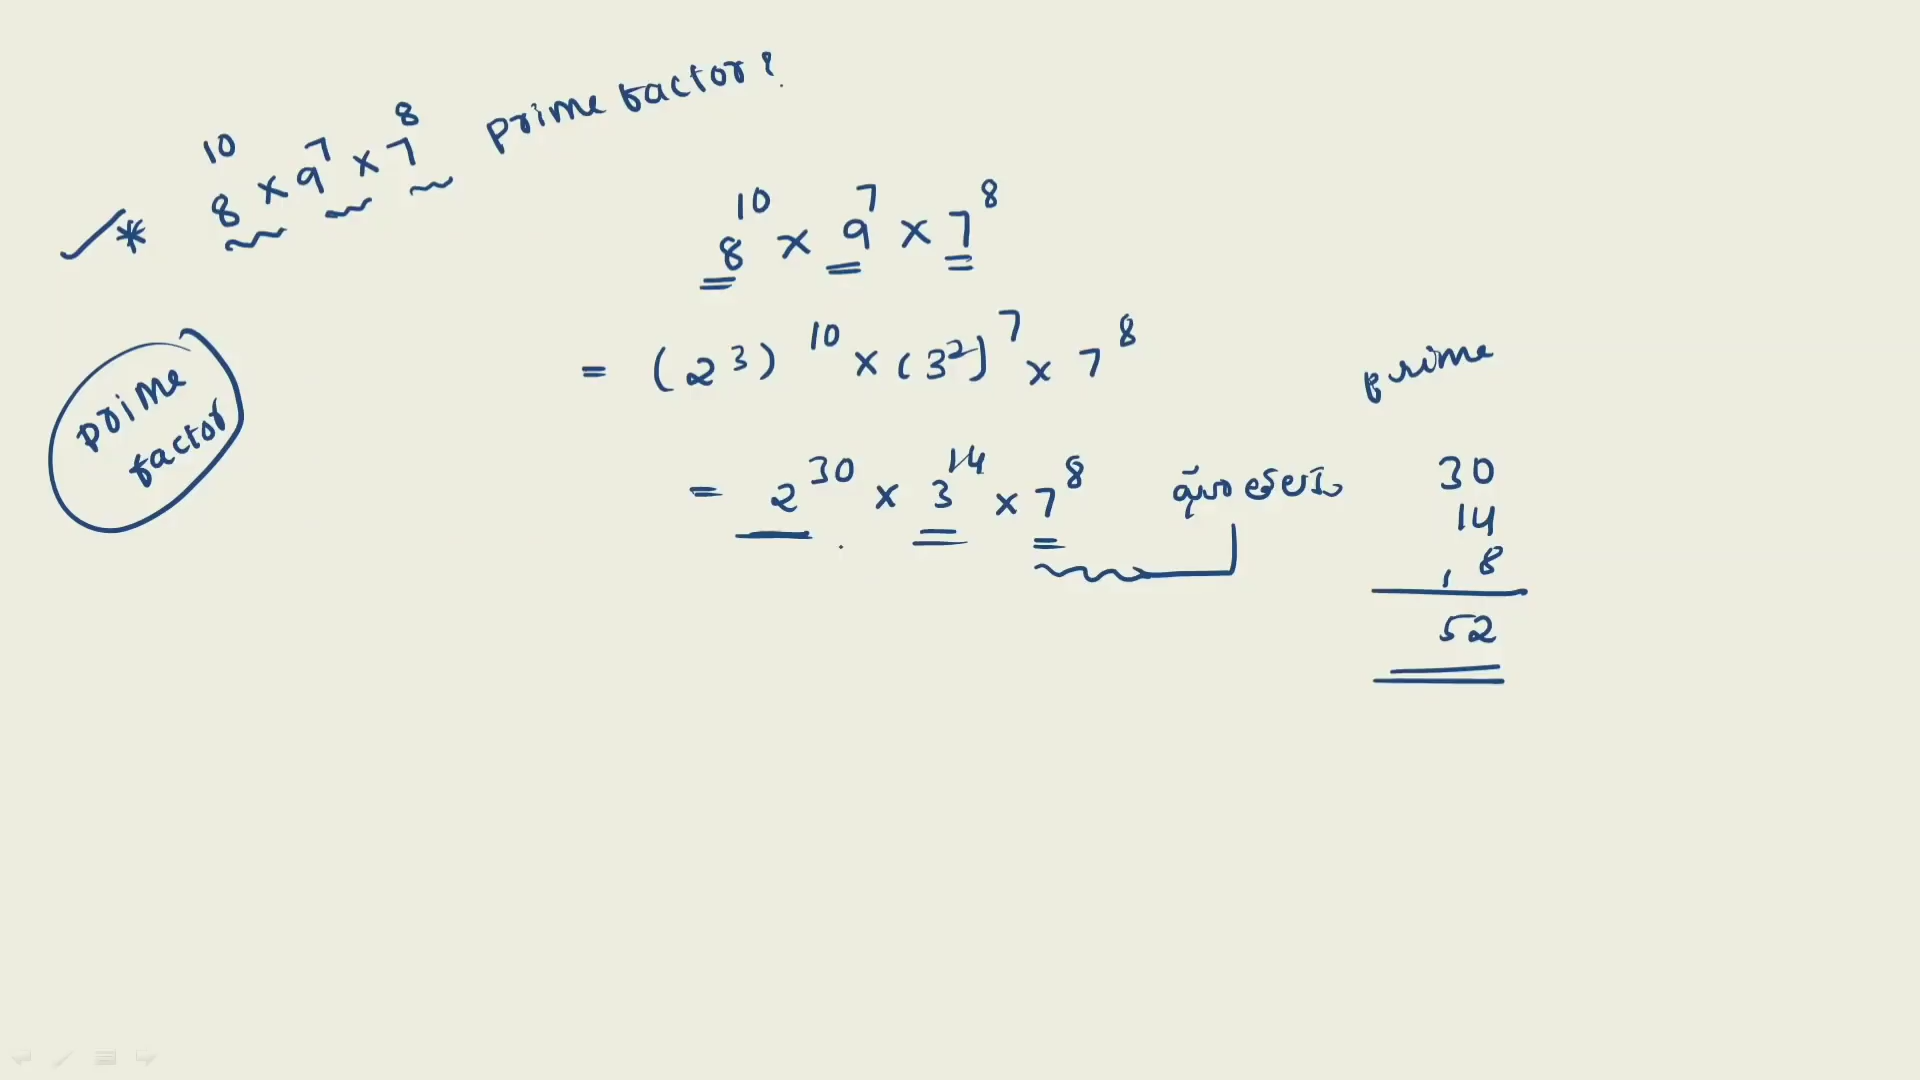 * 8^10 × 9^7 × 7^8 prime factor?
8^10 × 9^7 × 7^8
= (2^3)^10 × (3^2)^7 × 7^8
prime
prime
factor
= 2^30 × 3^14 × 7^8
30
14
8
52